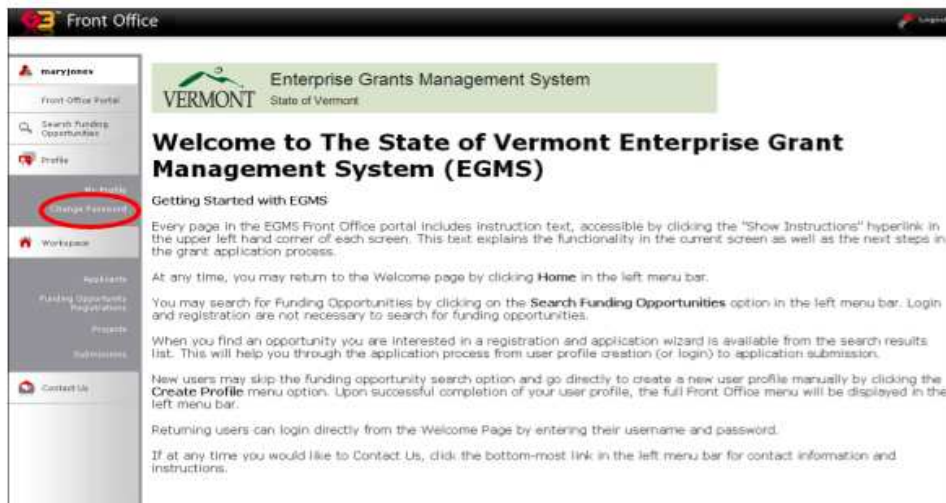 Front Office
Logout
maryjones
Front-Office Portal
Search Funding
Opportunities
Profile
My Profile
Change Password
Workspace
Applicants
Funding Opportunity
Registrations
Projects
Submissions
Contact Us
VERMONT
Enterprise Grants Management System
State of Vermont
Welcome to The State of Vermont Enterprise Grant
Management System (EGMS)
Getting Started with EGMS
Every page in the EGMS Front Office portal includes instruction text, accessible by clicking the "Show Instructions" hyperlink in
the upper left hand corner of each screen. This text explains the functionality in the current screen as well as the next steps in
the grant application process.
At any time, you may return to the Welcome page by clicking Home in the left menu bar.
You may search for Funding Opportunities by clicking on the Search Funding Opportunities option in the left menu bar. Login
and registration are not necessary to search for funding opportunities.
When you find an opportunity you are interested in a registration and application wizard is available from the search results
list. This will help you through the application process from user profile creation (or login) to application submission.
New users may skip the funding opportunity search option and go directly to create a new user profile manually by clicking the
Create Profile menu option. Upon successful completion of your user profile, the full Front Office menu will be displayed in the
left menu bar.
Returning users can login directly from the Welcome Page by entering their username and password.
If at any time you would like to Contact Us, click the bottom-most link in the left menu bar for contact information and
instructions.